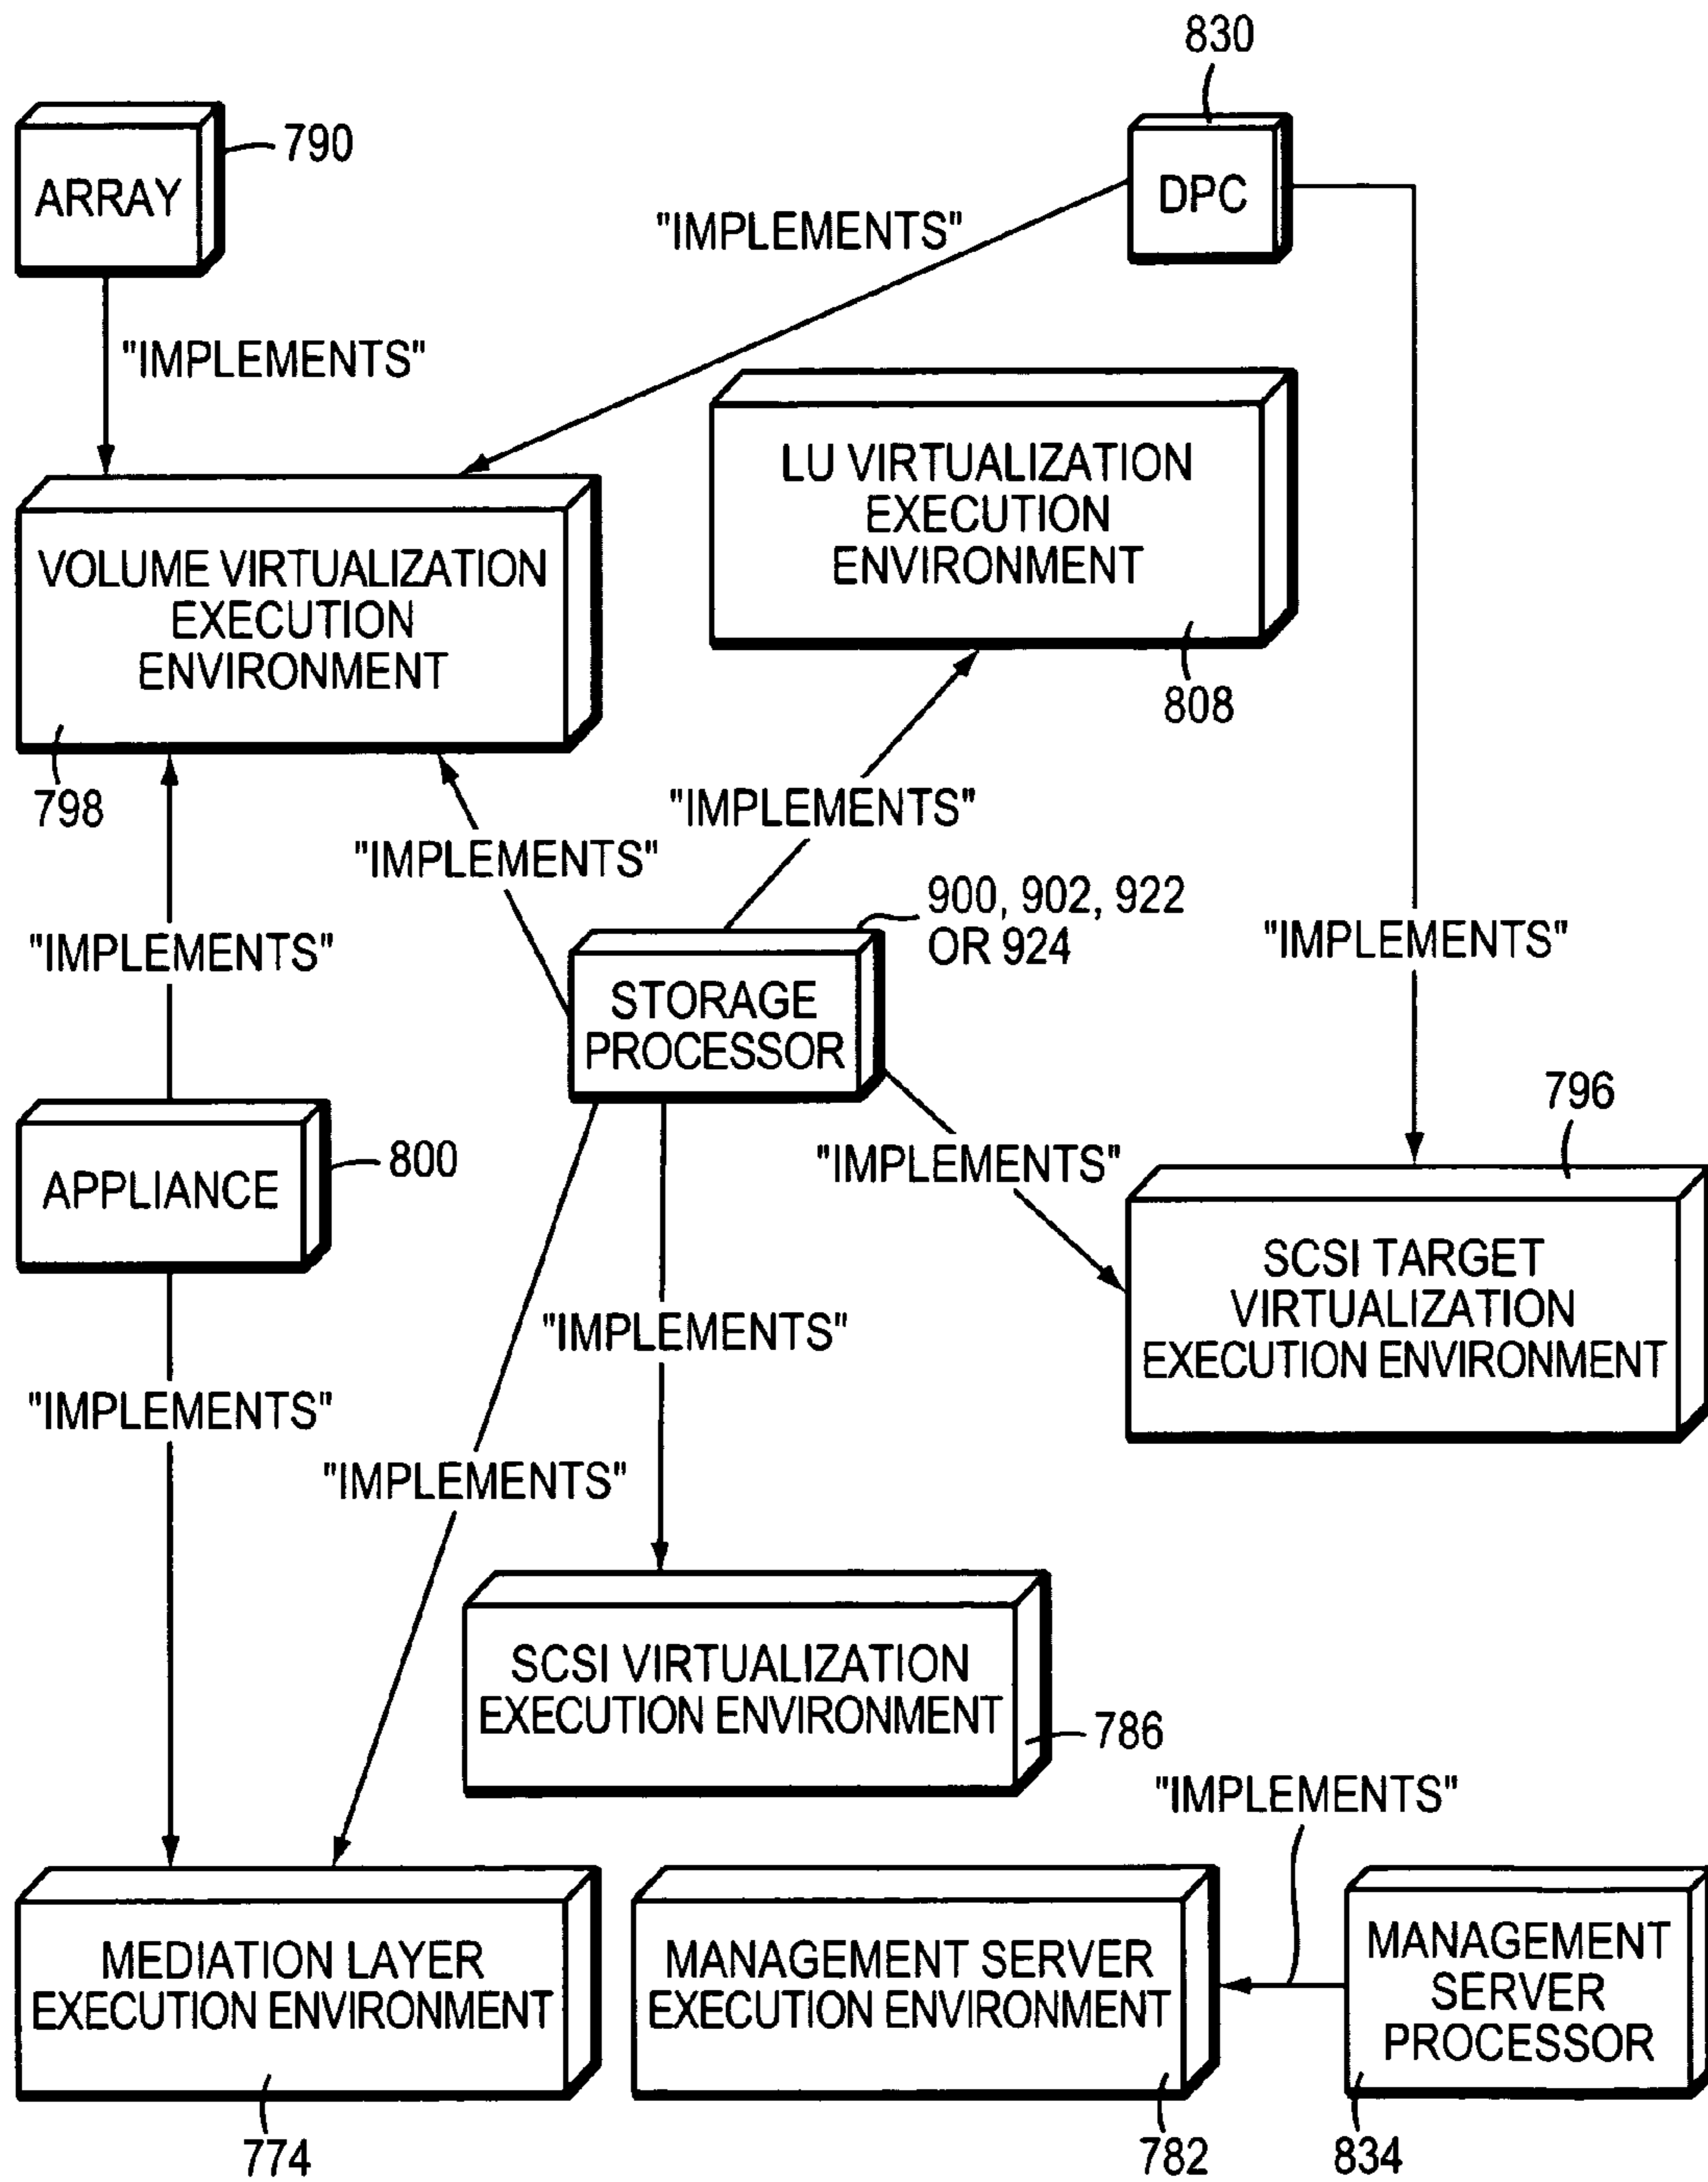 830
790
ARRAY
DPC
"IMPLEMENTS"
"IMPLEMENTS"
LU VIRTUALIZATION
EXECUTION
ENVIRONMENT
808
VOLUME VIRTUALIZATION
EXECUTION
ENVIRONMENT
798
"IMPLEMENTS"
"IMPLEMENTS"
"IMPLEMENTS"
900, 902, 922
OR 924
"IMPLEMENTS"
STORAGE
PROCESSOR
796
800
APPLIANCE
"IMPLEMENTS"
SCSI TARGET
VIRTUALIZATION
EXECUTION ENVIRONMENT
"IMPLEMENTS"
"IMPLEMENTS"
"IMPLEMENTS"
SCSI VIRTUALIZATION
EXECUTION ENVIRONMENT
786
"IMPLEMENTS"
MEDIATION LAYER
EXECUTION ENVIRONMENT
774
MANAGEMENT SERVER
EXECUTION ENVIRONMENT
782
MANAGEMENT
SERVER
PROCESSOR
834